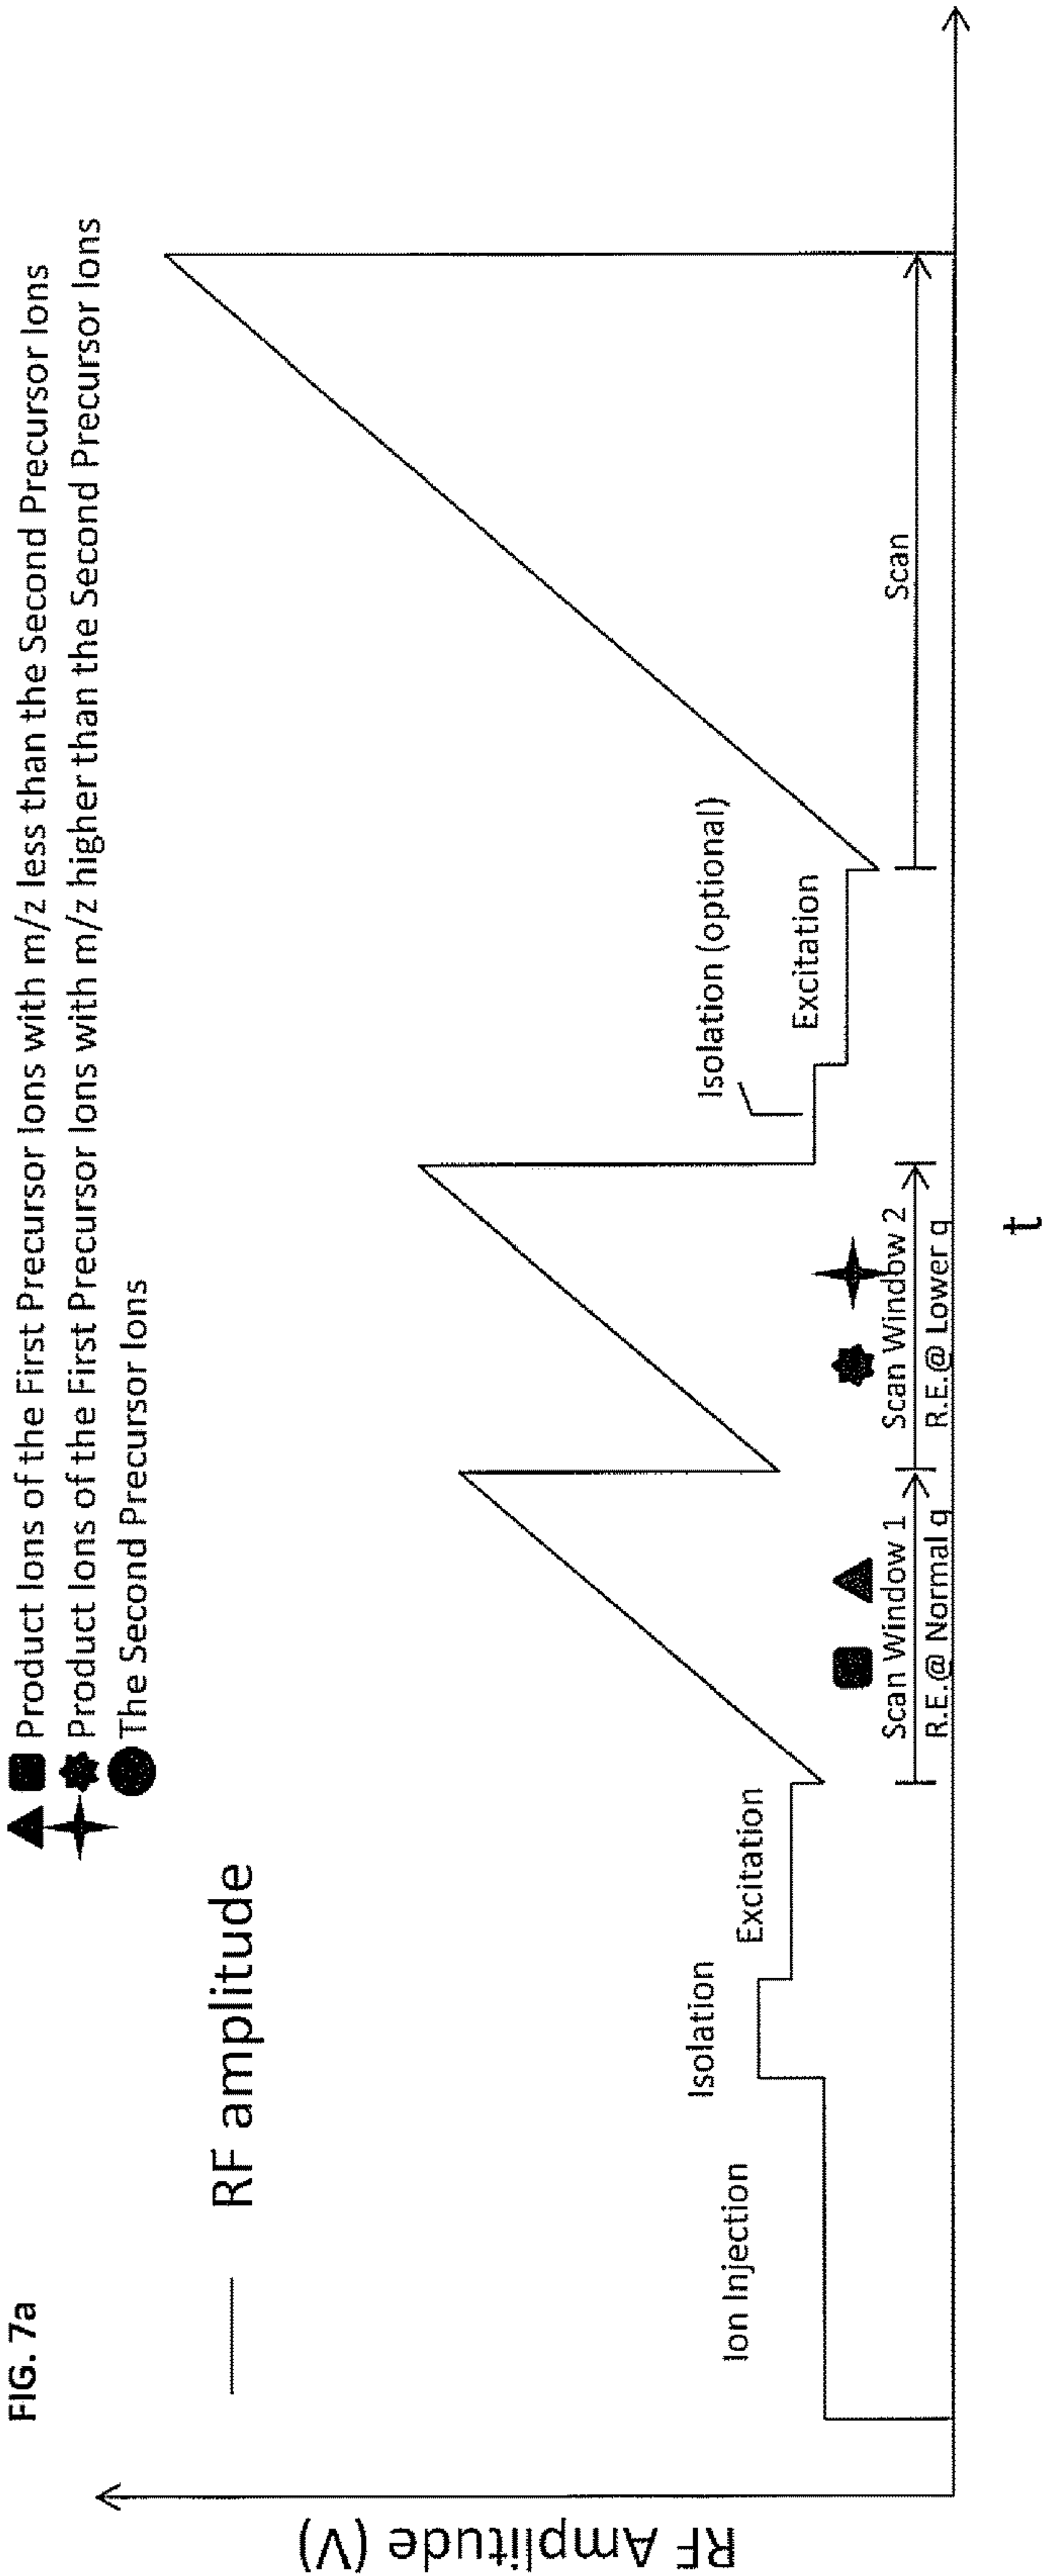 FIG. 7a
Product Ions of the First Precursor Ions with m/z less than the Second Precursor Ions
Product Ions of the First Precursor Ions with m/z higher than the Second Precursor Ions
The Second Precursor Ions
RF amplitude
RF Amplitude (V)
Ion Injection
Isolation
Excitation
Scan Window 1
R.E.@ Normal q
Scan Window 2
R.E.@ Lower q
Isolation (optional)
Excitation
Scan
t